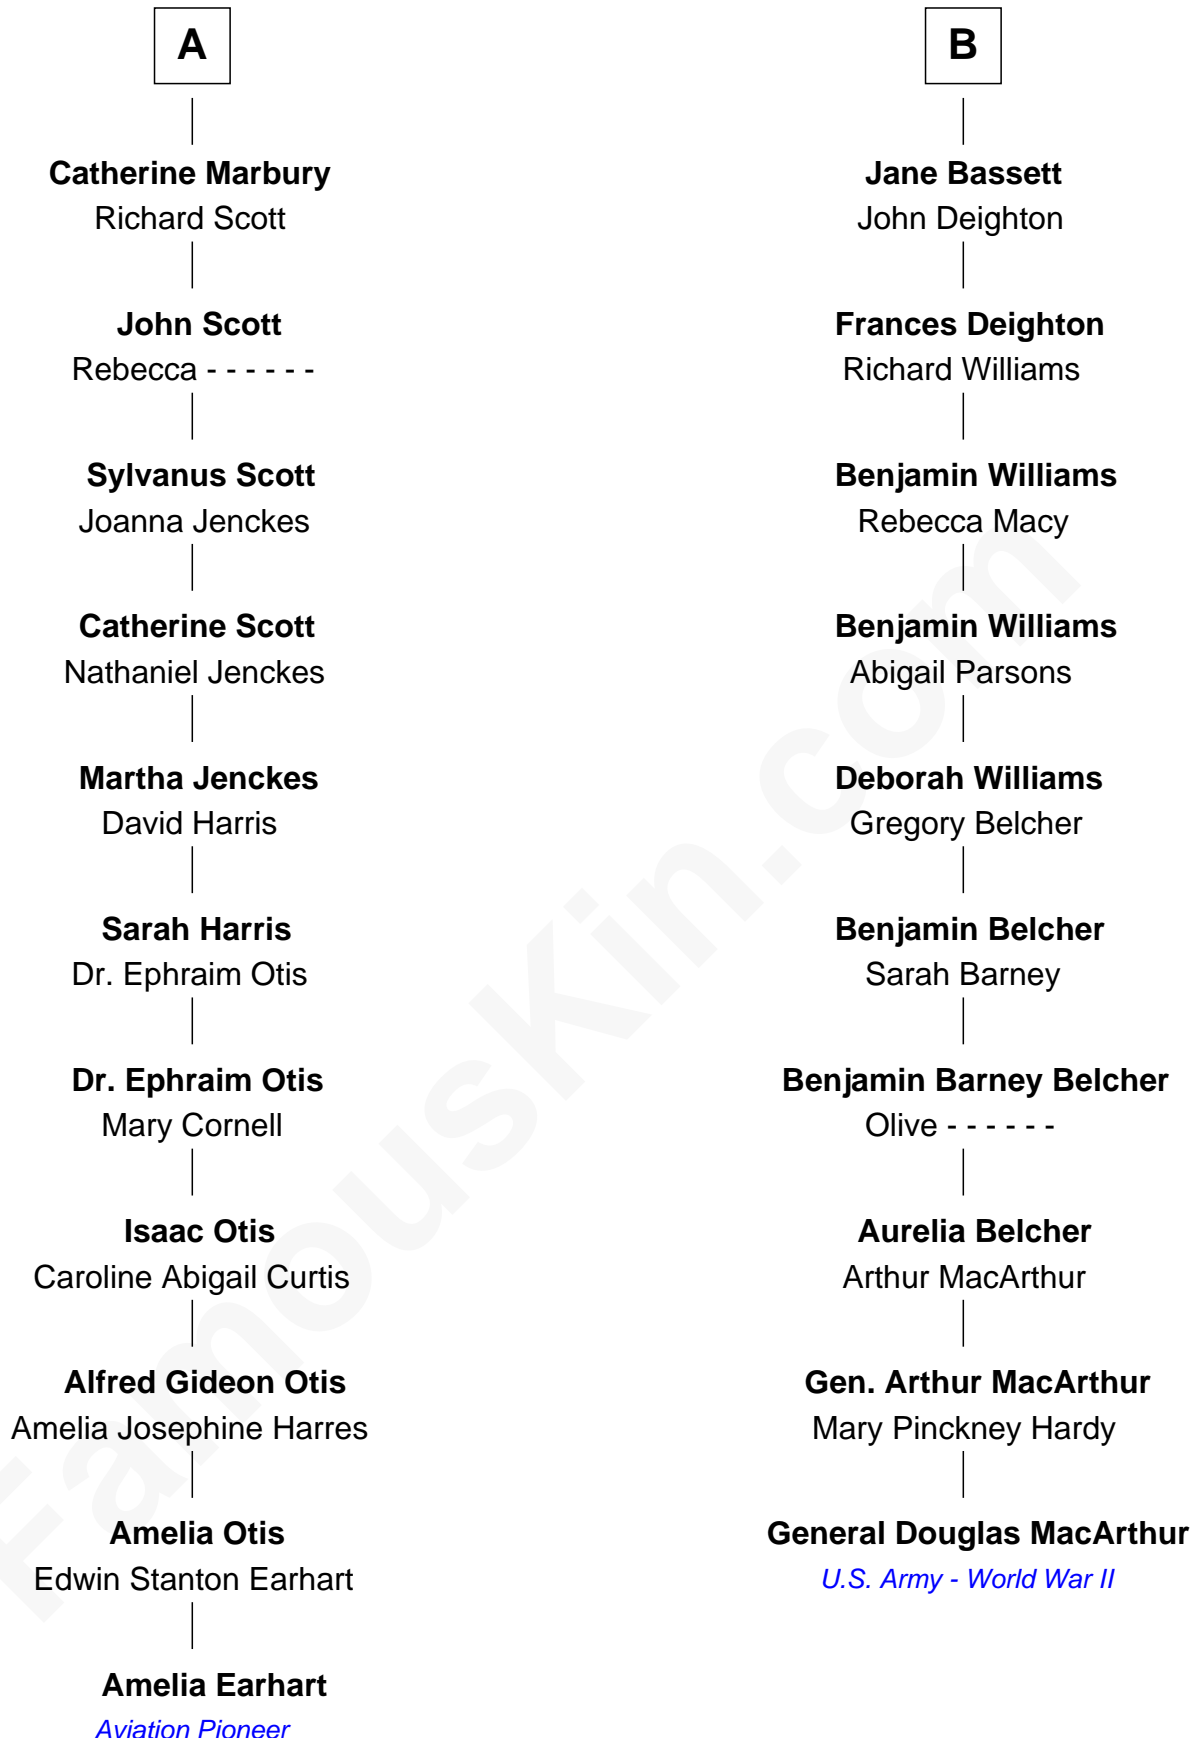 A
Catherine Marbury
Richard Scott
John Scott
Rebecca - - - - - -
Sylvanus Scott
Joanna Jenckes
Catherine Scott
Nathaniel Jenckes
Martha Jenckes
David Harris
Sarah Harris
Dr. Ephraim Otis
Dr. Ephraim Otis
Mary Cornell
Isaac Otis
Caroline Abigail Curtis
Alfred Gideon Otis
Amelia Josephine Harres
Amelia Otis
Edwin Stanton Earhart
Amelia Earhart
Aviation Pioneer
B
Jane Bassett
John Deighton
Frances Deighton
Richard Williams
Benjamin Williams
Rebecca Macy
Benjamin Williams
Abigail Parsons
Deborah Williams
Gregory Belcher
Benjamin Belcher
Sarah Barney
Benjamin Barney Belcher
Olive - - - - - -
Aurelia Belcher
Arthur MacArthur
Gen. Arthur MacArthur
Mary Pinckney Hardy
General Douglas MacArthur
U.S. Army - World War II
FamousKin.com